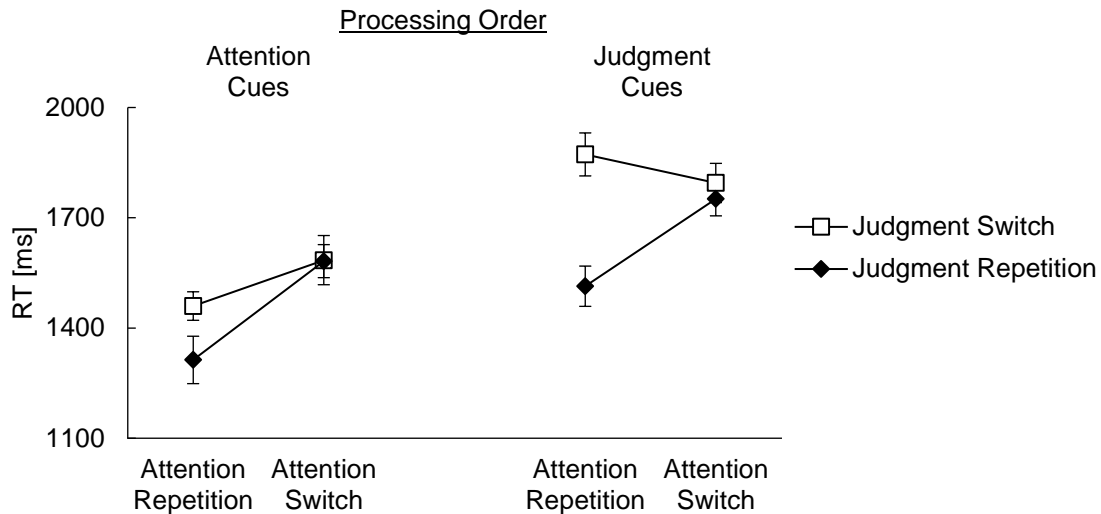 Processing Order
Attention
Cues
Judgment
Cues
RT [ms]
2000
1700
1400
1100
Judgment Switch
Judgment Repetition
Attention
Repetition
Attention
Switch
Attention
Repetition
Attention
Switch